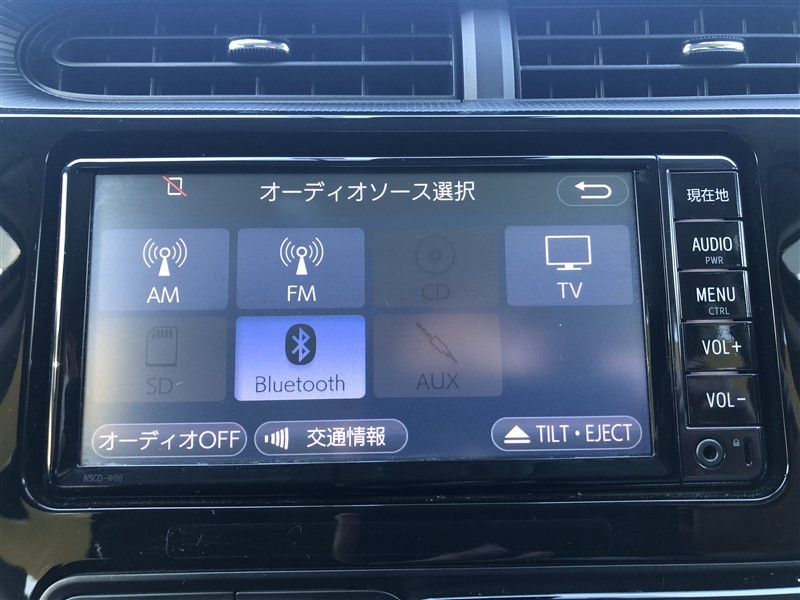 オーディオソース選択
AM
FM
CD
TV
SD
Bluetooth
AUX
オーディオOFF
交通情報
TILT・EJECT
NSCD-W66
現在地
AUDIO
PWR
MENU
CTRL
VOL+
VOL-